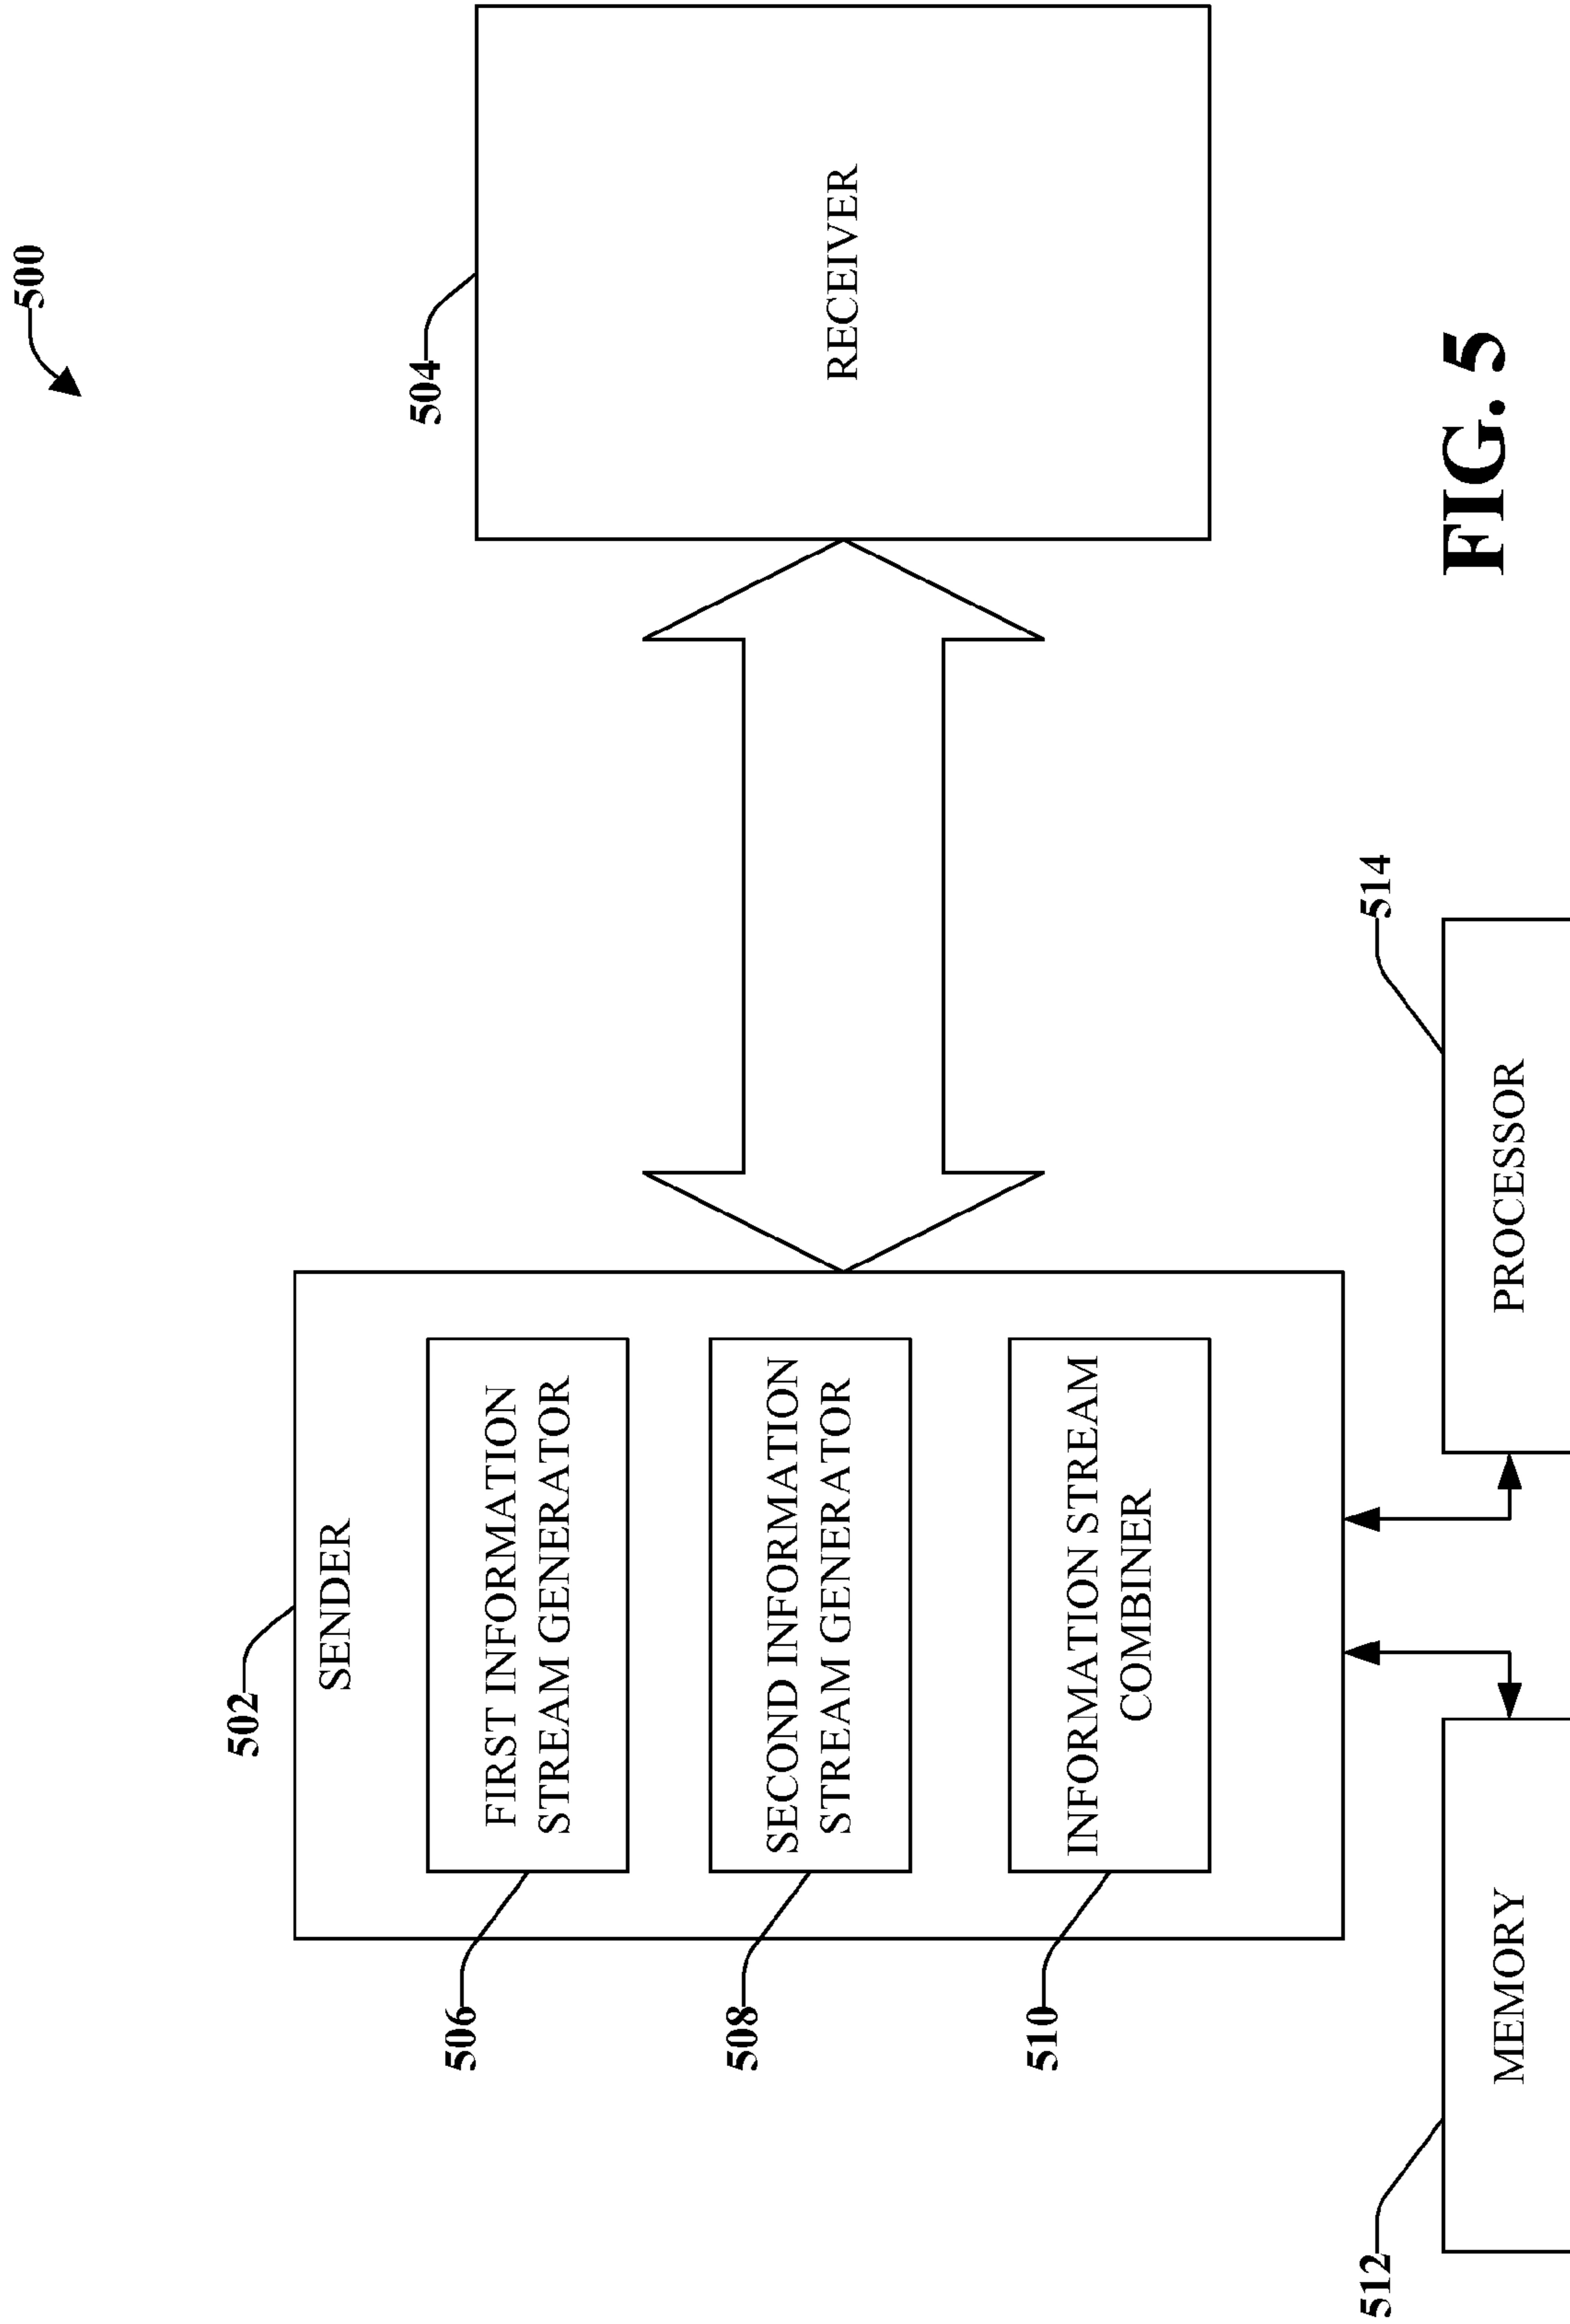 500
502
SENDER
504
506
FIRST INFORMATION
STREAM GENERATOR
508
SECOND INFORMATION
STREAM GENERATOR
RECEIVER
510
INFORMATION STREAM
COMBINER
512
514
MEMORY
PROCESSOR
FIG. 5